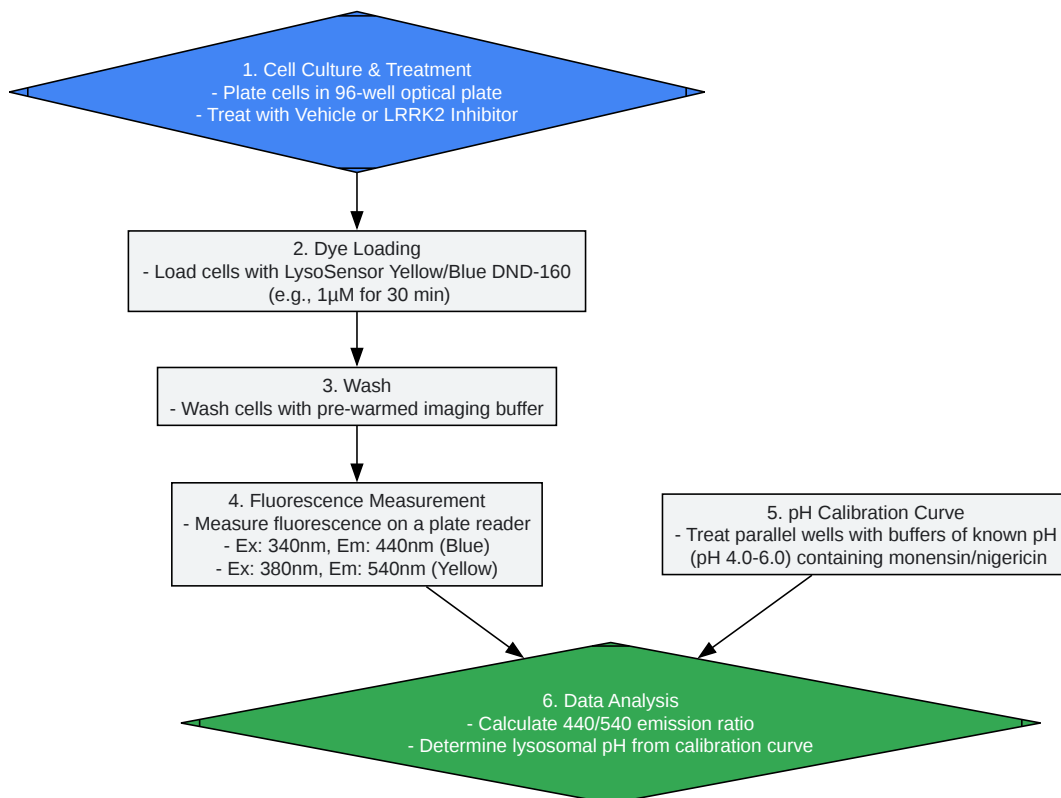 1. Cell Culture & Treatment
- Plate cells in 96-well optical plate
- Treat with Vehicle or LRRK2 Inhibitor
2. Dye Loading
- Load cells with LysoSensor Yellow/Blue DND-160
(e.g., 1µM for 30 min)
3. Wash
- Wash cells with pre-warmed imaging buffer
4. Fluorescence Measurement
- Measure fluorescence on a plate reader
- Ex: 340nm, Em: 440nm (Blue)
- Ex: 380nm, Em: 540nm (Yellow)
5. pH Calibration Curve
- Treat parallel wells with buffers of known pH
(pH 4.0-6.0) containing monensin/nigericin
6. Data Analysis
- Calculate 440/540 emission ratio
- Determine lysosomal pH from calibration curve